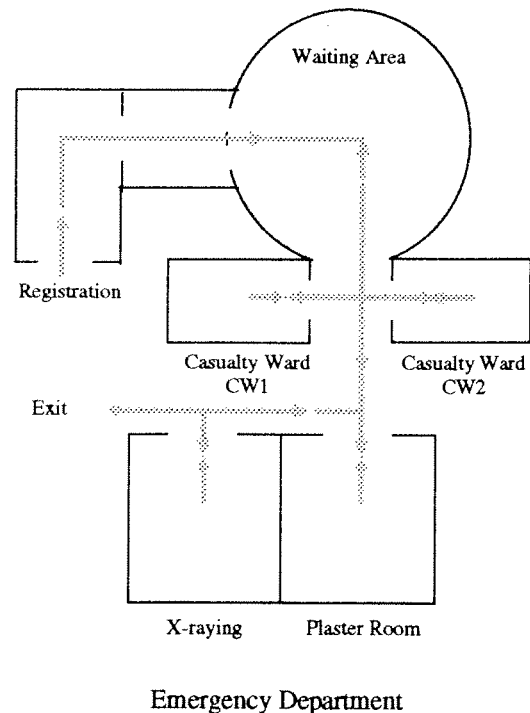 Waiting Area
Registration
Casualty Ward
CW1
Casualty Ward
CW2
Exit
X-raying
Plaster Room
Emergency Department